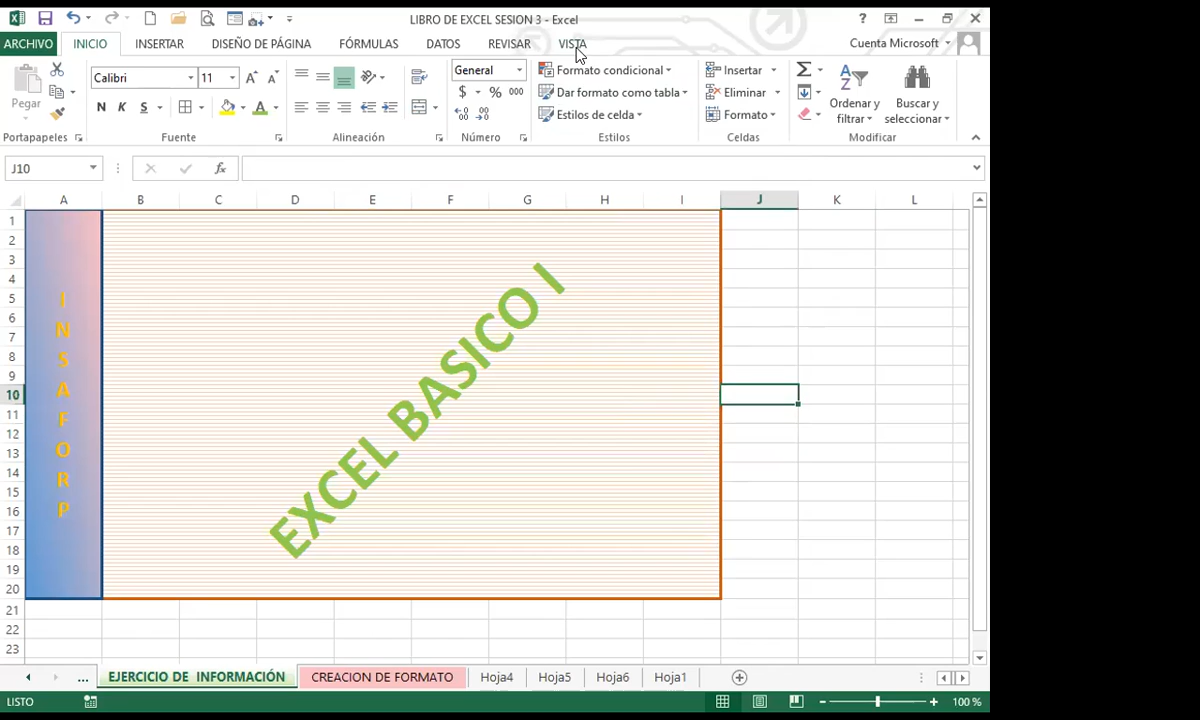 LIBRO DE EXCEL SESION 3 - Excel
ARCHIVO INICIO INSERTAR DISEÑO DE PÁGINA FÓRMULAS DATOS REVISAR VISTA Cuenta Microsoft
Pegar
Calibri 11
N K S A
General
$ % 000
Formato condicional
Dar formato como tabla
Estilos de celda
Insertar
Eliminar
Formato
Ordenar y filtrar
Buscar y seleccionar
Portapapeles Fuente Alineación Número Estilos Celdas Modificar
J10 fx
A B C D E F G H I J K L
1
2
3
4
5
6
7
8
9
10
11
12
13
14
15
16
17
18
19
20
21
22
23
I
N
S
A
F
O
R
P
EXCEL BASICO I
... EJERCICIO DE INFORMACIÓN CREACION DE FORMATO Hoja4 Hoja5 Hoja6 Hoja1
LISTO 100 %